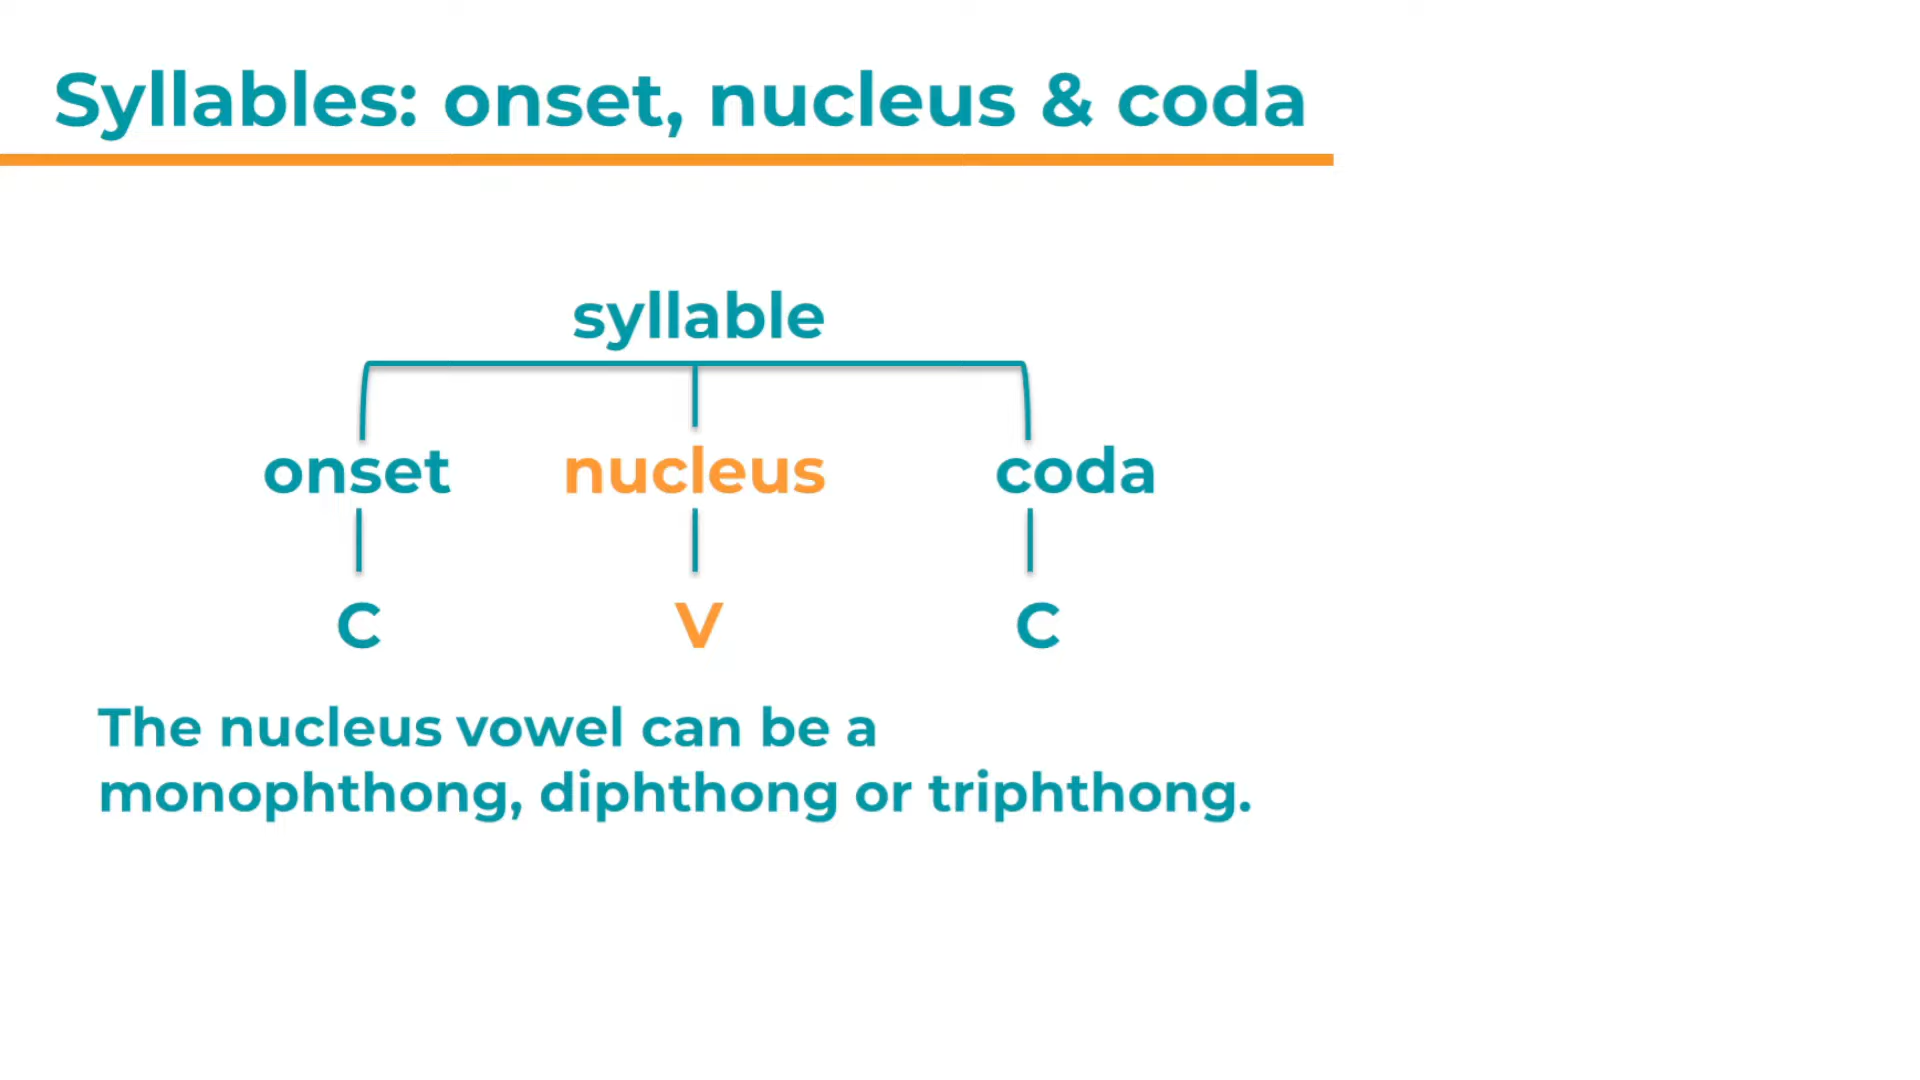 Syllables: onset, nucleus & coda
syllable
onset nucleus coda
C V C
The nucleus vowel can be a
monophthong, diphthong or triphthong.